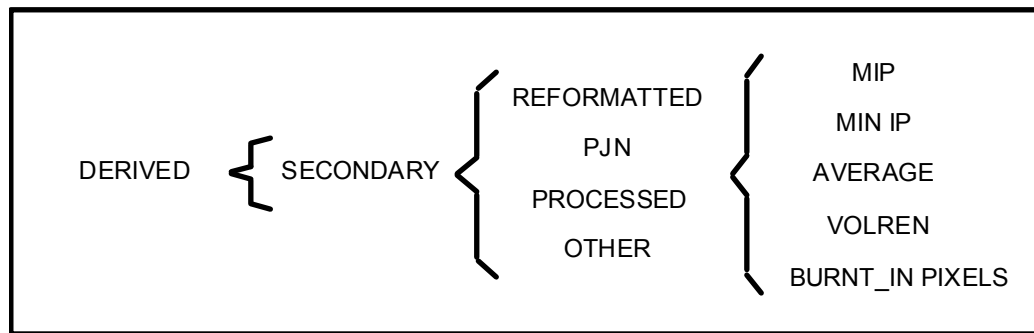 DERIVED
SECONDARY
REFORMATTED
PJN
PROCESSED
OTHER
MIP
MIN IP
AVERAGE
VOLREN
BURNT_IN PIXELS